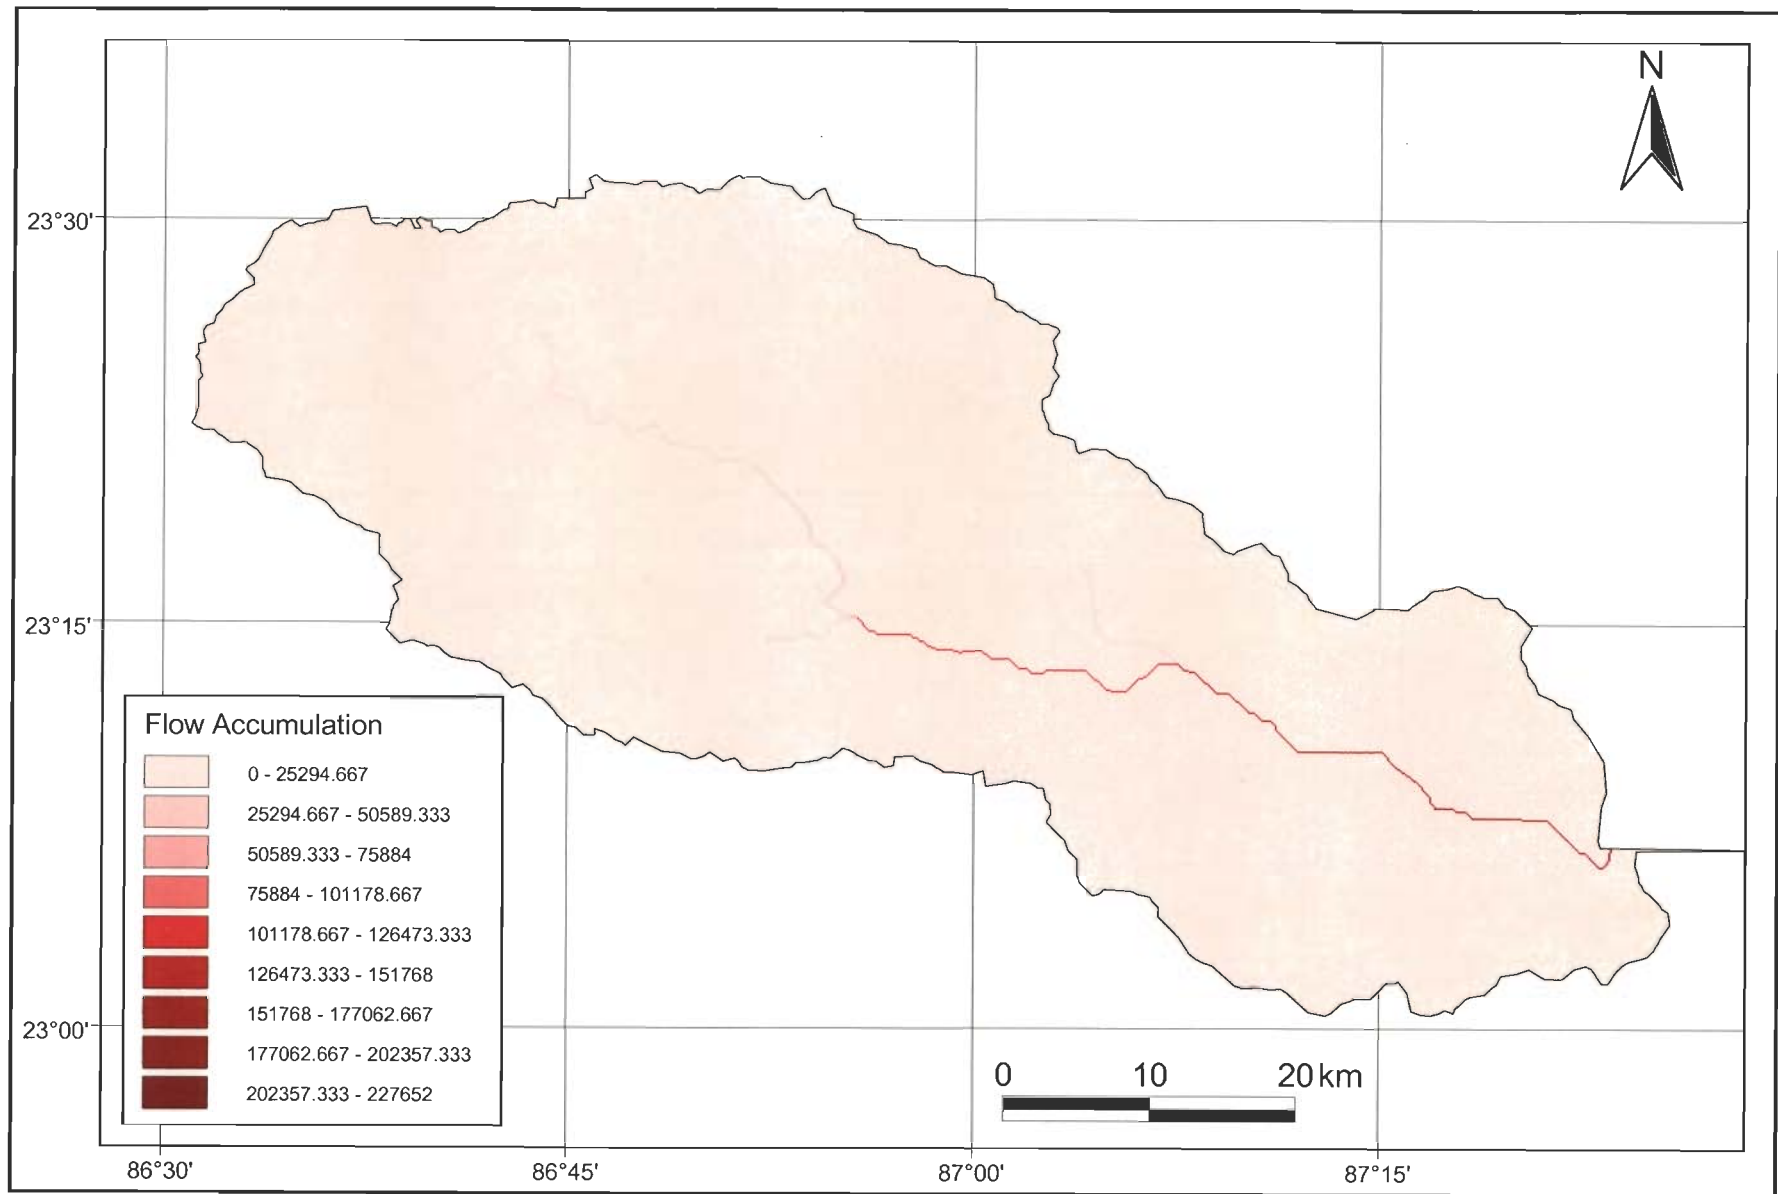 N
23°30'
23°15'
23°00'
Flow Accumulation
0 - 25294.667
25294.667 - 50589.333
50589.333 - 75884
75884 - 101178.667
101178.667 - 126473.333
126473.333 - 151768
151768 - 177062.667
177062.667 - 202357.333
202357.333 - 227652
0 10 20 km
86°30' 86°45' 87°00' 87°15'